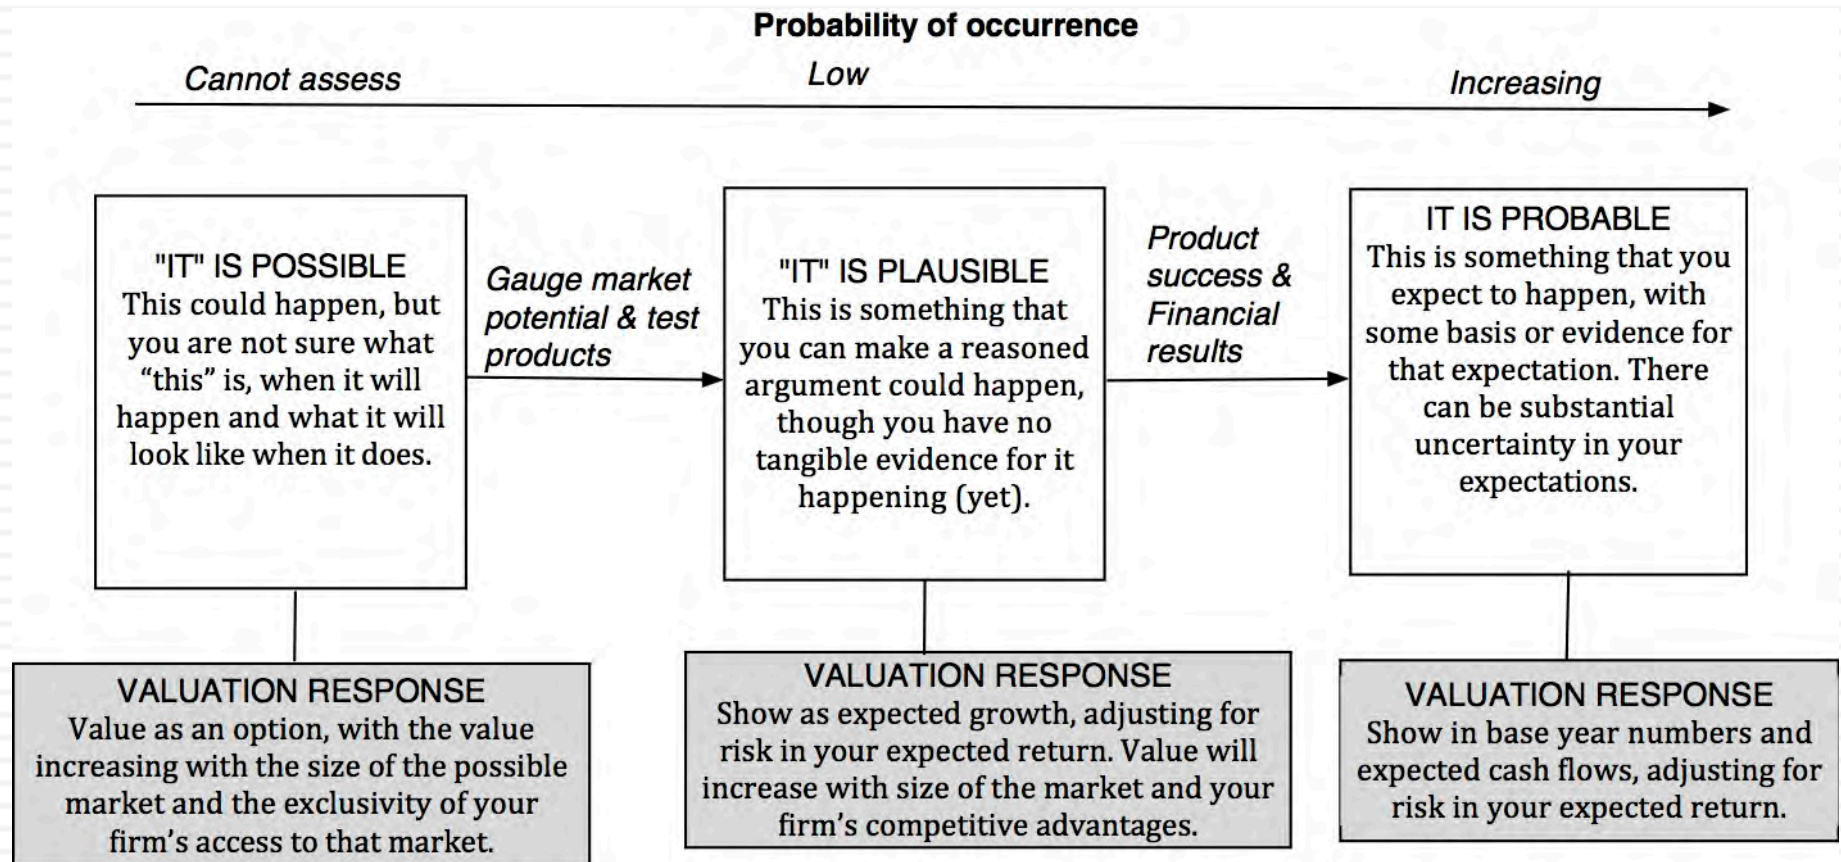 Probability of occurrence
Cannot assess
Low
Increasing
"IT" IS POSSIBLE
This could happen, but
you are not sure what
“this” is, when it will
happen and what it will
look like when it does.
Gauge market
potential & test
products
"IT" IS PLAUSIBLE
This is something that
you can make a reasoned
argument could happen,
though you have no
tangible evidence for it
happening (yet).
Product
success &
Financial
results
IT IS PROBABLE
This is something that you
expect to happen, with
some basis or evidence for
that expectation. There
can be substantial
uncertainty in your
expectations.
VALUATION RESPONSE
Value as an option, with the value
increasing with the size of the possible
market and the exclusivity of your
firm’s access to that market.
VALUATION RESPONSE
Show as expected growth, adjusting for
risk in your expected return. Value will
increase with size of the market and your
firm’s competitive advantages.
VALUATION RESPONSE
Show in base year numbers and
expected cash flows, adjusting for
risk in your expected return.